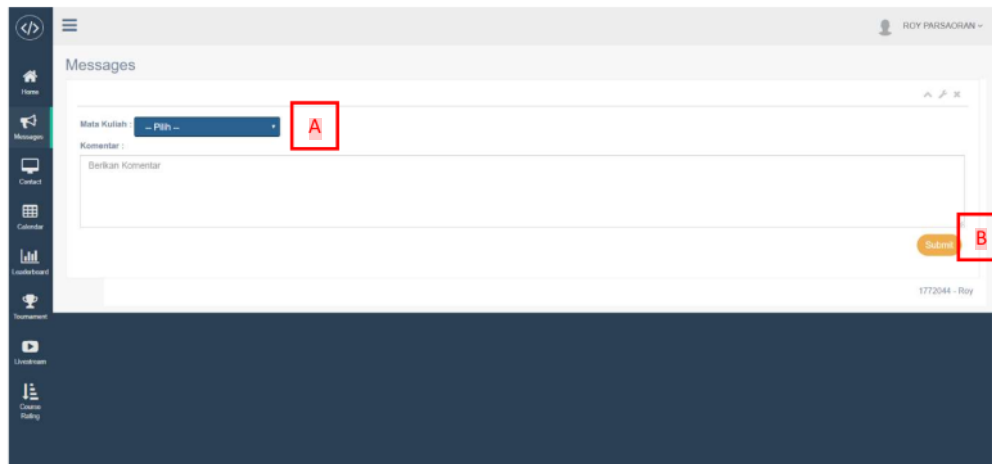 </>
ROY PARSAORAN
Messages
Home
Messages
Contact
Calendar
Leaderboard
Tournament
Livestream
Course
Rating
Mata Kuliah :
-- Pilih --
A
Komentar :
Berikan Komentar
Submit
B
1772044 - Roy